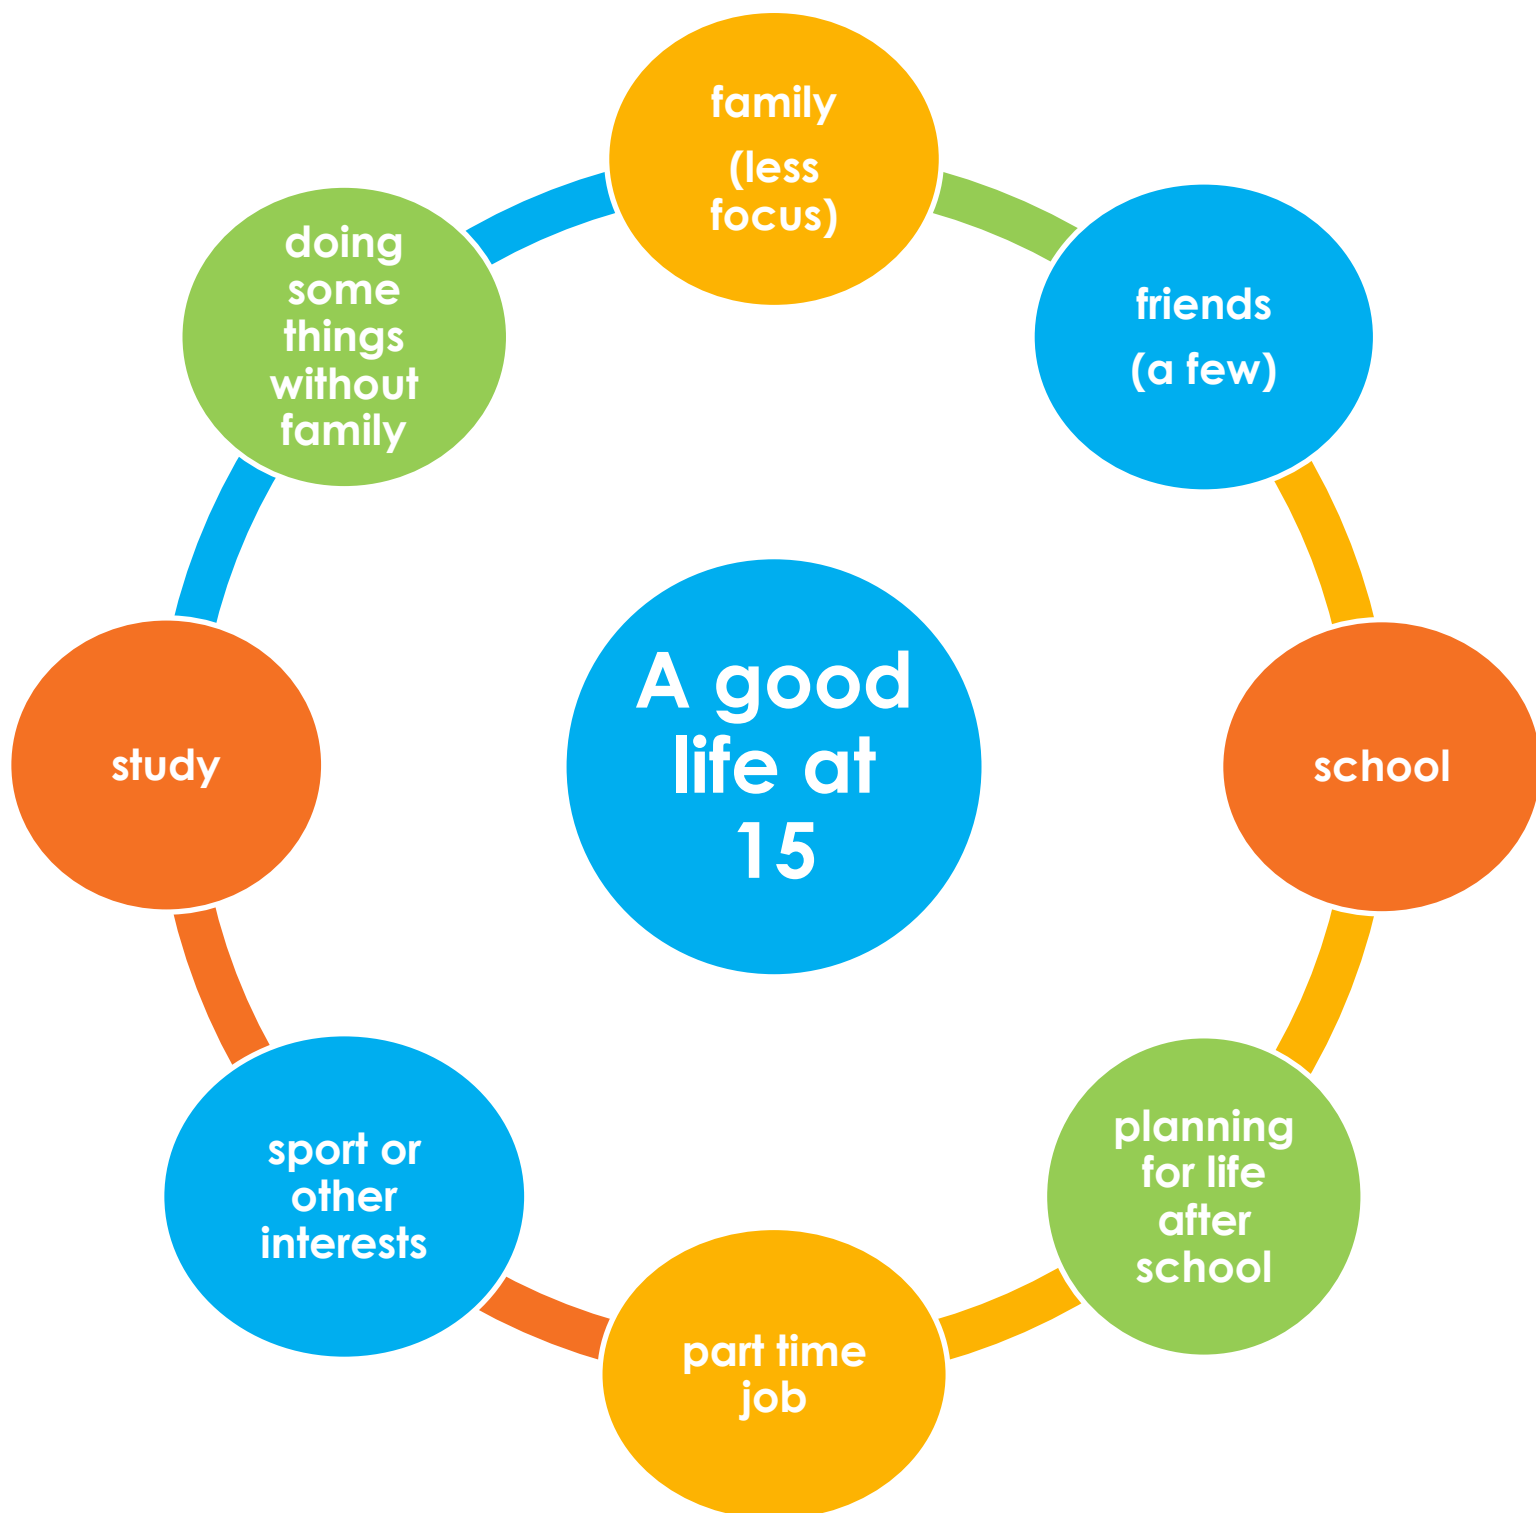 family
(less
focus)
friends
(a few)
school
planning
for life
after
school
part time
job
sport or
other
interests
study
doing
some
things
without
family
A good
life at
15